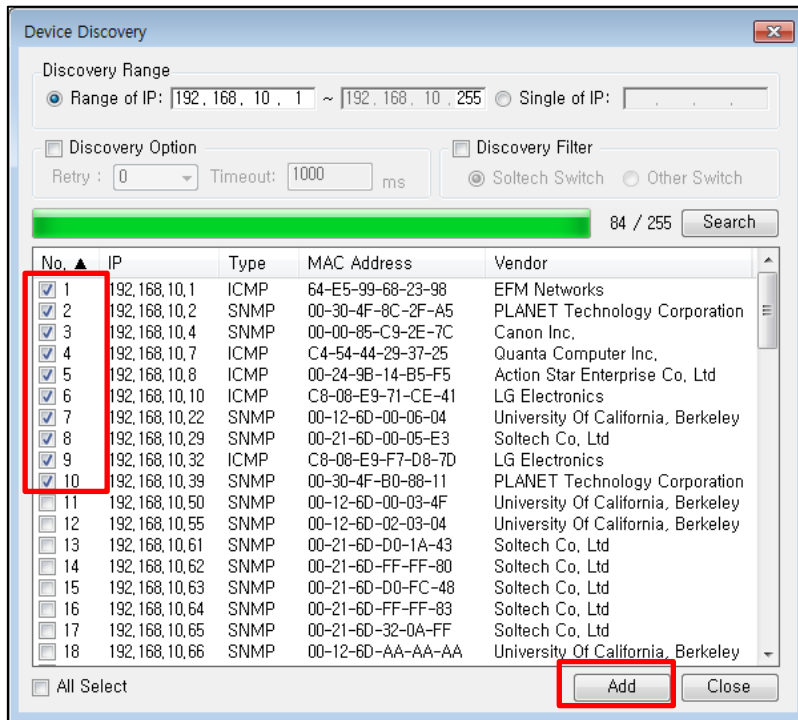 Device Discovery
Discovery Range
Range of IP: 192 . 168 . 10 . 1 ~ 192 . 168 . 10 . 255 Single of IP: . . .
Discovery Option Discovery Filter
Retry : 0 Timeout: 1000 ms Soltech Switch Other Switch
84 / 255 Search
No. ▲ IP Type MAC Address Vendor
1 192.168.10.1 ICMP 64-E5-99-68-23-98 EFM Networks
2 192.168.10.2 SNMP 00-30-4F-8C-2F-A5 PLANET Technology Corporation
3 192.168.10.4 SNMP 00-00-85-C9-2E-7C Canon Inc.
4 192.168.10.7 ICMP C4-54-44-29-37-25 Quanta Computer Inc.
5 192.168.10.8 ICMP 00-24-9B-14-B5-F5 Action Star Enterprise Co. Ltd
6 192.168.10.10 ICMP C8-08-E9-71-CE-41 LG Electronics
7 192.168.10.22 SNMP 00-12-6D-00-06-04 University Of California, Berkeley
8 192.168.10.29 SNMP 00-21-6D-00-05-E3 Soltech Co. Ltd
9 192.168.10.32 ICMP C8-08-E9-F7-D8-7D LG Electronics
10 192.168.10.39 SNMP 00-30-4F-B0-88-11 PLANET Technology Corporation
11 192.168.10.50 SNMP 00-12-6D-00-03-4F University Of California, Berkeley
12 192.168.10.55 SNMP 00-12-6D-02-03-04 University Of California, Berkeley
13 192.168.10.61 SNMP 00-21-6D-D0-1A-43 Soltech Co. Ltd
14 192.168.10.62 SNMP 00-21-6D-FF-FF-80 Soltech Co. Ltd
15 192.168.10.63 SNMP 00-21-6D-D0-FC-48 Soltech Co. Ltd
16 192.168.10.64 SNMP 00-21-6D-FF-FF-83 Soltech Co. Ltd
17 192.168.10.65 SNMP 00-21-6D-32-0A-FF Soltech Co. Ltd
18 192.168.10.66 SNMP 00-12-6D-AA-AA-AA University Of California, Berkeley
All Select Add Close